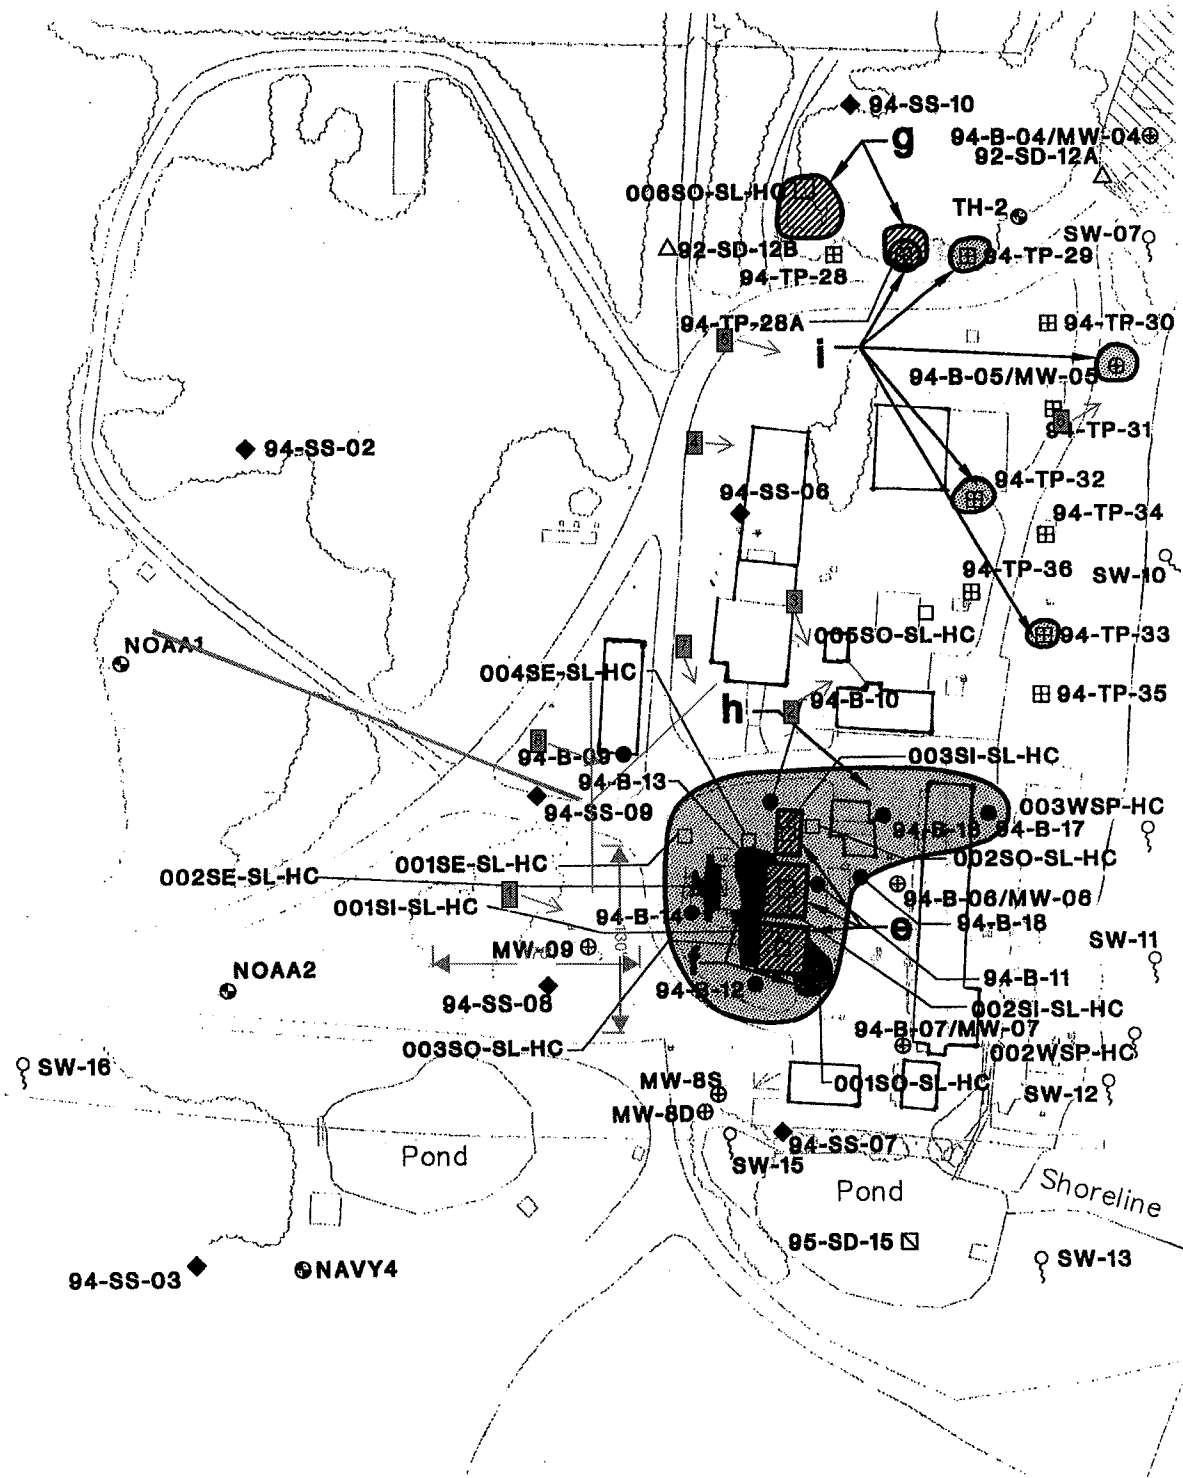 94-SS-10
g
94-B-04/MW-04
92-SD-12A
006SO-SL-HC
TH-2
SW-07
92-SD-12B
94-TP-29
94-TP-28
94-TP-28A
94-TP-30
i
94-B-05/MW-05
94-TP-31
4
94-SS-02
94-TP-32
94-SS-06
94-TP-34
94-TP-36
SW-10
3
NOAA1
005SO-SL-HC
94-TP-33
004SE-SL-HC
94-B-10
94-TP-35
h
94-B-09
003SI-SL-HC
94-B-13
94-SS-09
003WSP-HC
94-B-17
001SE-SL-HC
002SO-SL-HC
002SE-SL-HC
1
94-B-06/MW-06
001SI-SL-HC
94-B-14
e
94-B-18
130'
MW-09
SW-11
f
NOAA2
94-B-11
94-B-12
94-SS-08
002SI-SL-HC
94-B-07/MW-07
003SO-SL-HC
002WSP-HC
SW-16
MW-8S
001SO-SL-HC
SW-12
MW-8D
94-SS-07
Pond
SW-15
Pond
Shoreline
95-SD-15
SW-13
94-SS-03
NAVY4